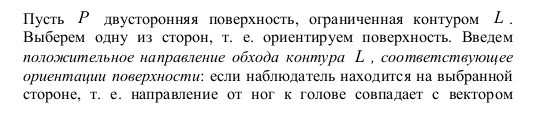 Пусть P двусторонняя поверхность, ограниченная контуром L .
Выберем одну из сторон, т. е. ориентируем поверхность. Введем
положительное направление обхода контура L , соответствующее
ориентации поверхности: если наблюдатель находится на выбранной
стороне, т. е. направление от ног к голове совпадает с вектором